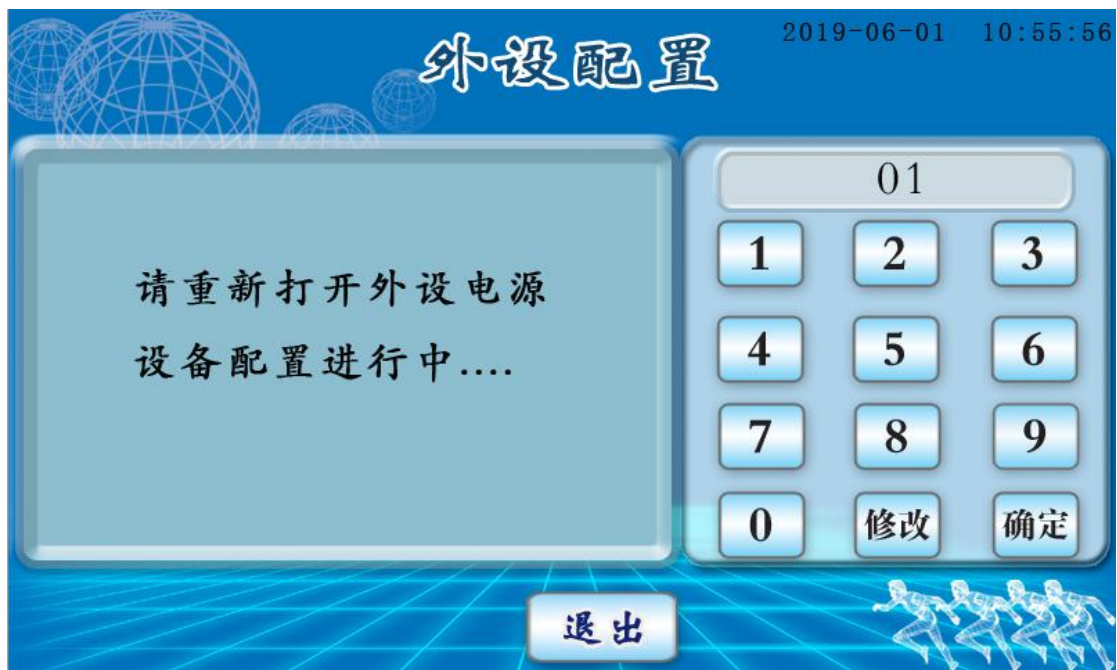 外设配置
2019-06-01 10:55:56
请重新打开外设电源
设备配置进行中....
01
1 2 3
4 5 6
7 8 9
0 修改 确定
退出